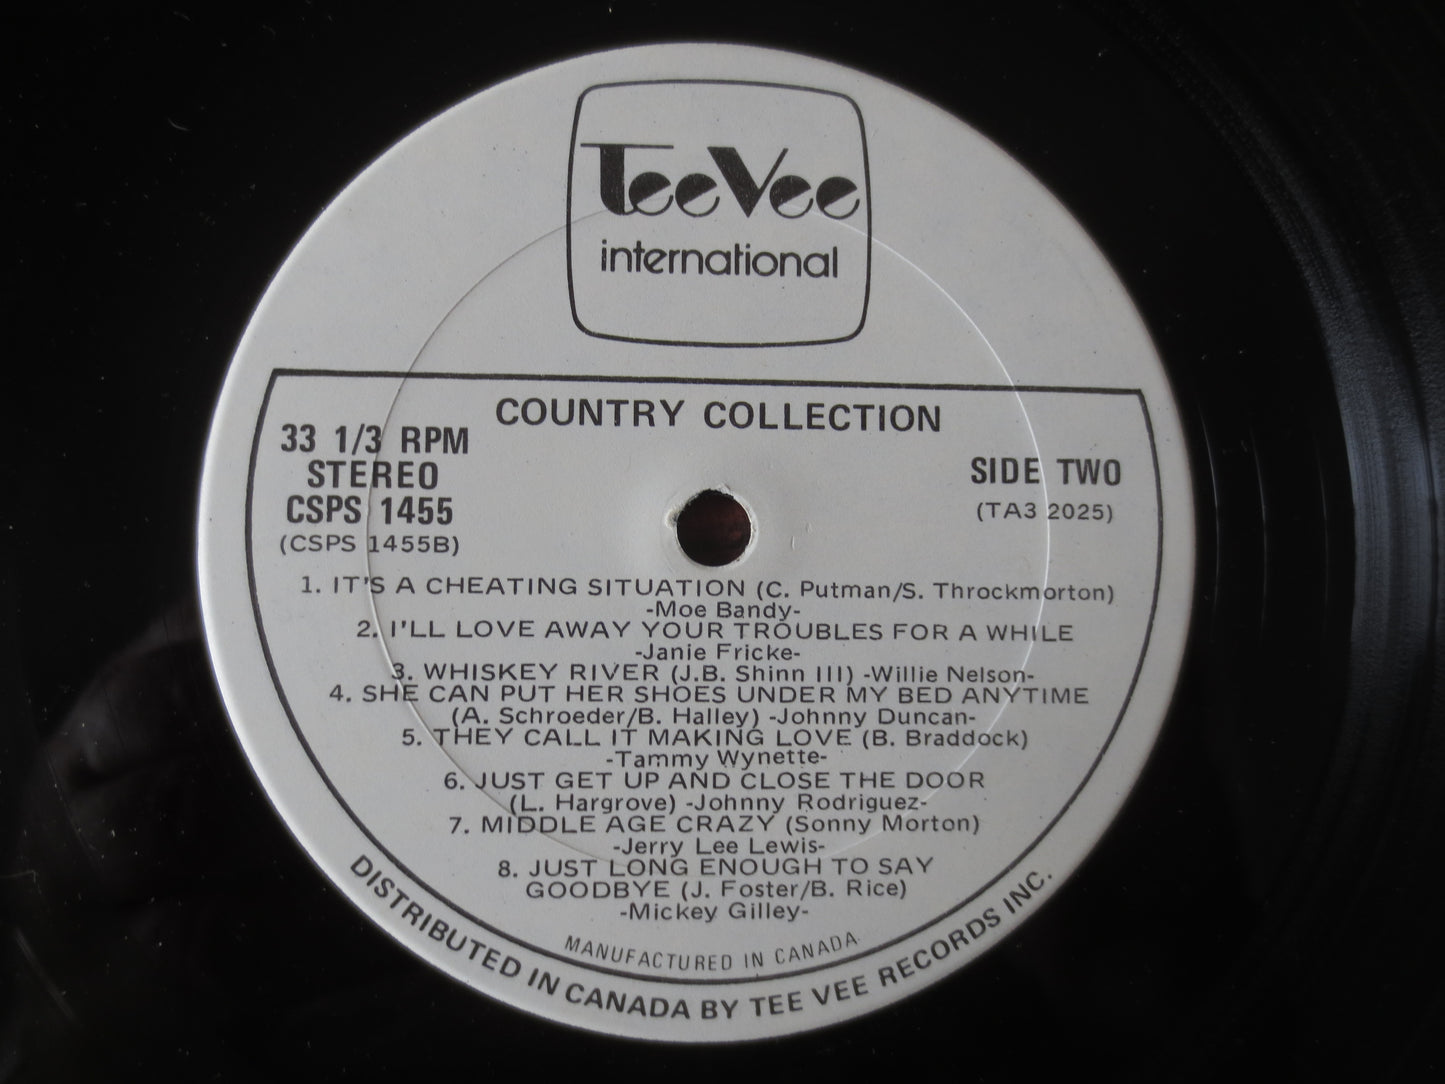 TeeVee
international
COUNTRY COLLECTION
33 1/3 RPM
STEREO
CSPS 1455
(CSPS 1455B)
SIDE TWO
(TA3 2025)
1. IT'S A CHEATING SITUATION (C. Putman/S. Throckmorton)
-Moe Bandy-
2. I'LL LOVE AWAY YOUR TROUBLES FOR A WHILE
-Janie Fricke-
3. WHISKEY RIVER (J.B. Shinn III) -Willie Nelson-
4. SHE CAN PUT HER SHOES UNDER MY BED ANYTIME
(A. Schroeder/B. Halley) -Johnny Duncan-
5. THEY CALL IT MAKING LOVE (B. Braddock)
-Tammy Wynette-
6. JUST GET UP AND CLOSE THE DOOR
(L. Hargrove) -Johnny Rodriguez-
7. MIDDLE AGE CRAZY (Sonny Morton)
-Jerry Lee Lewis-
8. JUST LONG ENOUGH TO SAY
GOODBYE (J. Foster/B. Rice)
-Mickey Gilley-
MANUFACTURED IN CANADA
DISTRIBUTED IN CANADA BY TEE VEE RECORDS INC.